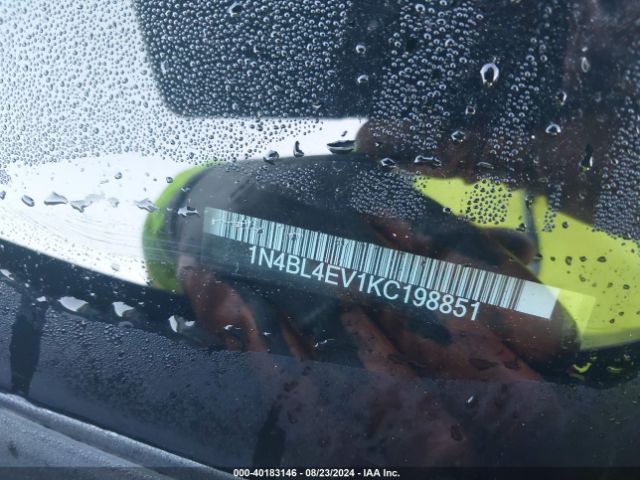 1N4BL4EV1KC198851
000-40183146 - 08/23/2024 - IAA Inc.